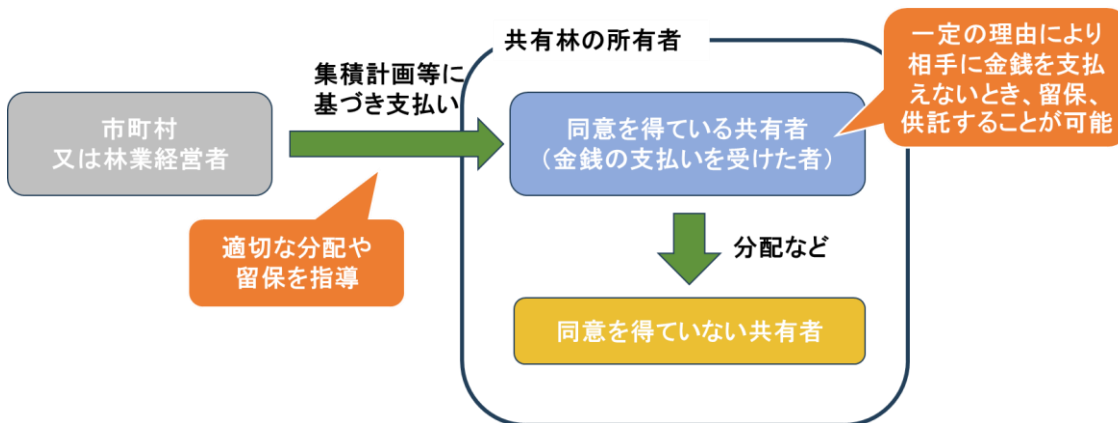 共有林の所有者
一定の理由により
相手に金銭を支払
えないとき、留保、
供託することが可能
集積計画等に
基づき支払い
市町村
又は林業経営者
同意を得ている共有者
（金銭の支払いを受けた者）
適切な分配や
留保を指導
分配など
同意を得ていない共有者